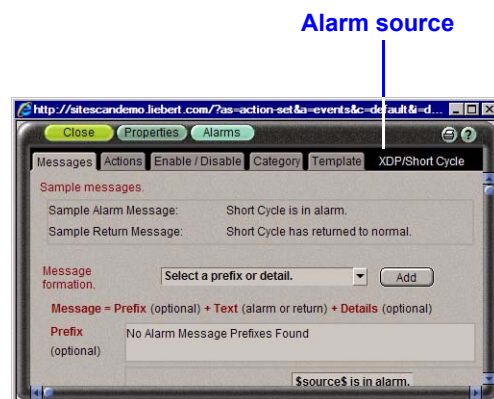 Alarm source
http://sitescandemo.liebert.com/?as=action-set&a=events&c=default&i=d...
Close Properties Alarms
Messages Actions Enable / Disable Category Template XDP/Short Cycle
Sample messages.
Sample Alarm Message: Short Cycle is in alarm.
Sample Return Message: Short Cycle has returned to normal.
Message formation. Select a prefix or detail. Add
Message = Prefix (optional) + Text (alarm or return) + Details (optional)
Prefix (optional) No Alarm Message Prefixes Found
$source$ is in alarm.